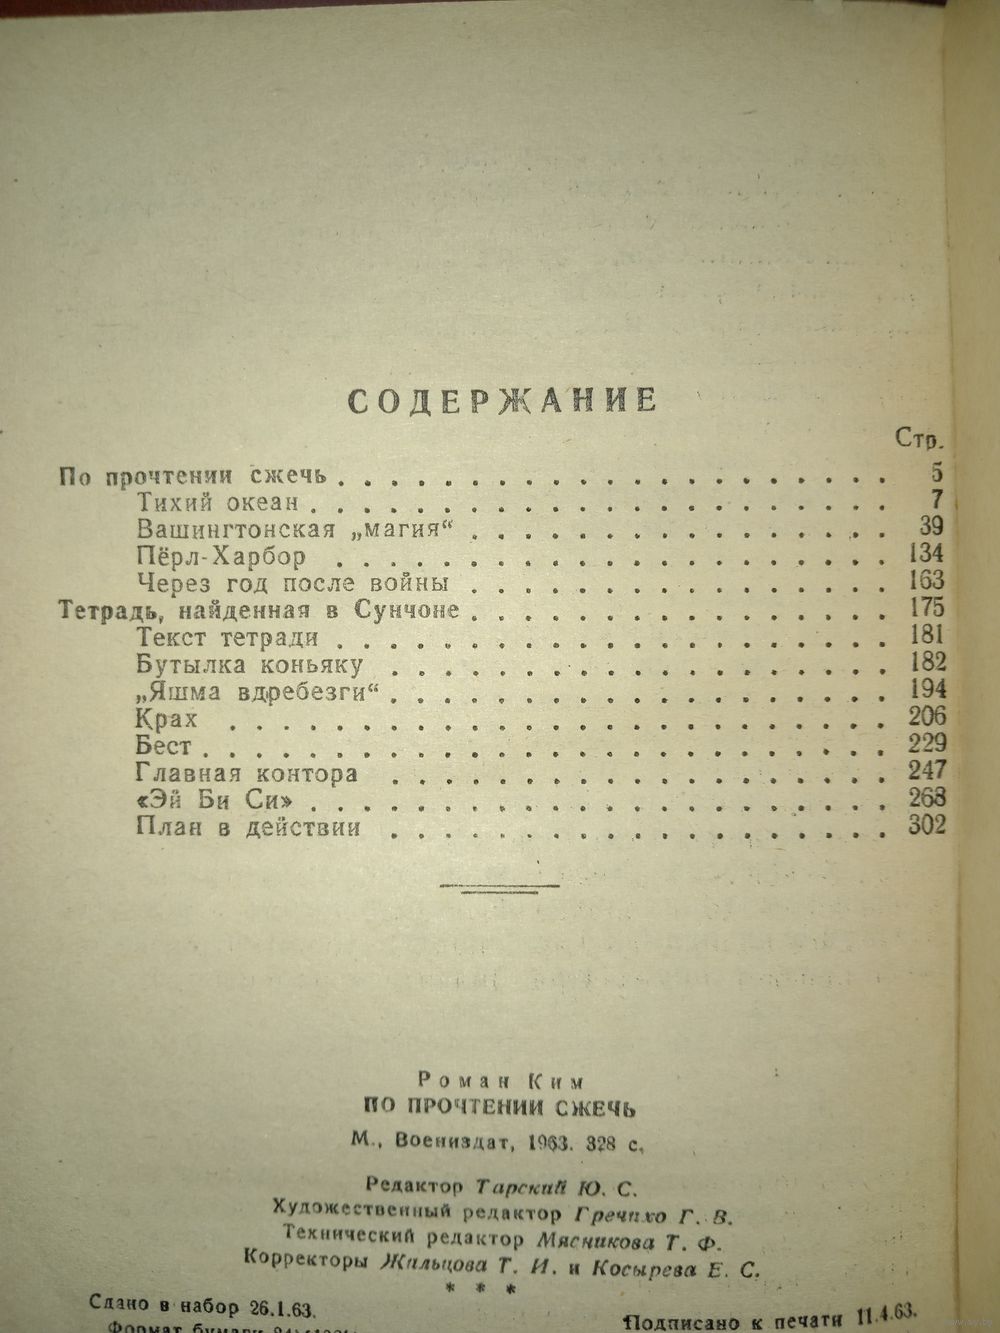 СОДЕРЖАНИЕ
Стр.
По прочтении сжечь . . . . . . . . . . . . . . . . . . . . . 5
Тихий океан . . . . . . . . . . . . . . . . . . . . . . 7
Вашингтонская „магия“ . . . . . . . . . . . . . . . . 39
Пёрл-Харбор . . . . . . . . . . . . . . . . . . . . . 134
Через год после войны . . . . . . . . . . . . . . . . 163
Тетрадь, найденная в Сунчоне . . . . . . . . . . . . . . . . 175
Текст тетради . . . . . . . . . . . . . . . . . . . . . 181
Бутылка коньяку . . . . . . . . . . . . . . . . . . . 182
„Яшма вдребезги“ . . . . . . . . . . . . . . . . . . . 194
Крах . . . . . . . . . . . . . . . . . . . . . . . . . 206
Бест . . . . . . . . . . . . . . . . . . . . . . . . . . 229
Главная контора . . . . . . . . . . . . . . . . . . . 247
«Эй Би Си» . . . . . . . . . . . . . . . . . . . . . . 268
План в действии . . . . . . . . . . . . . . . . . . . 302
Роман Ким
ПО ПРОЧТЕНИИ СЖЕЧЬ
М., Воениздат, 1963. 328 с.
Редактор Тарский Ю. С.
Художественный редактор Гречихо Г. В.
Технический редактор Мясникова Т. Ф.
Корректоры Жильцова Т. И. и Косырева Е. С.
* * *
Сдано в набор 26.1.63. Подписано к печати 11.4.63.
Формат бумаги